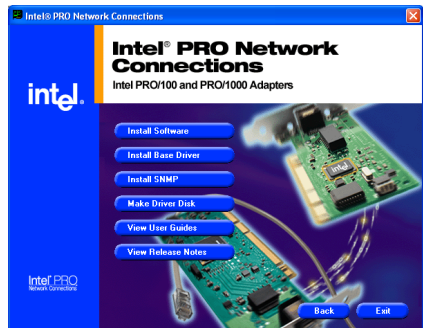 Intel® PRO Network Connections
Intel® PRO Network
Connections
Intel PRO/100 and PRO/1000 Adapters
intel.
Install Software
Install Base Driver
Install SNMP
Make Driver Disk
View User Guides
View Release Notes
intel
Intel® PRO
Network Connections
Back
Exit